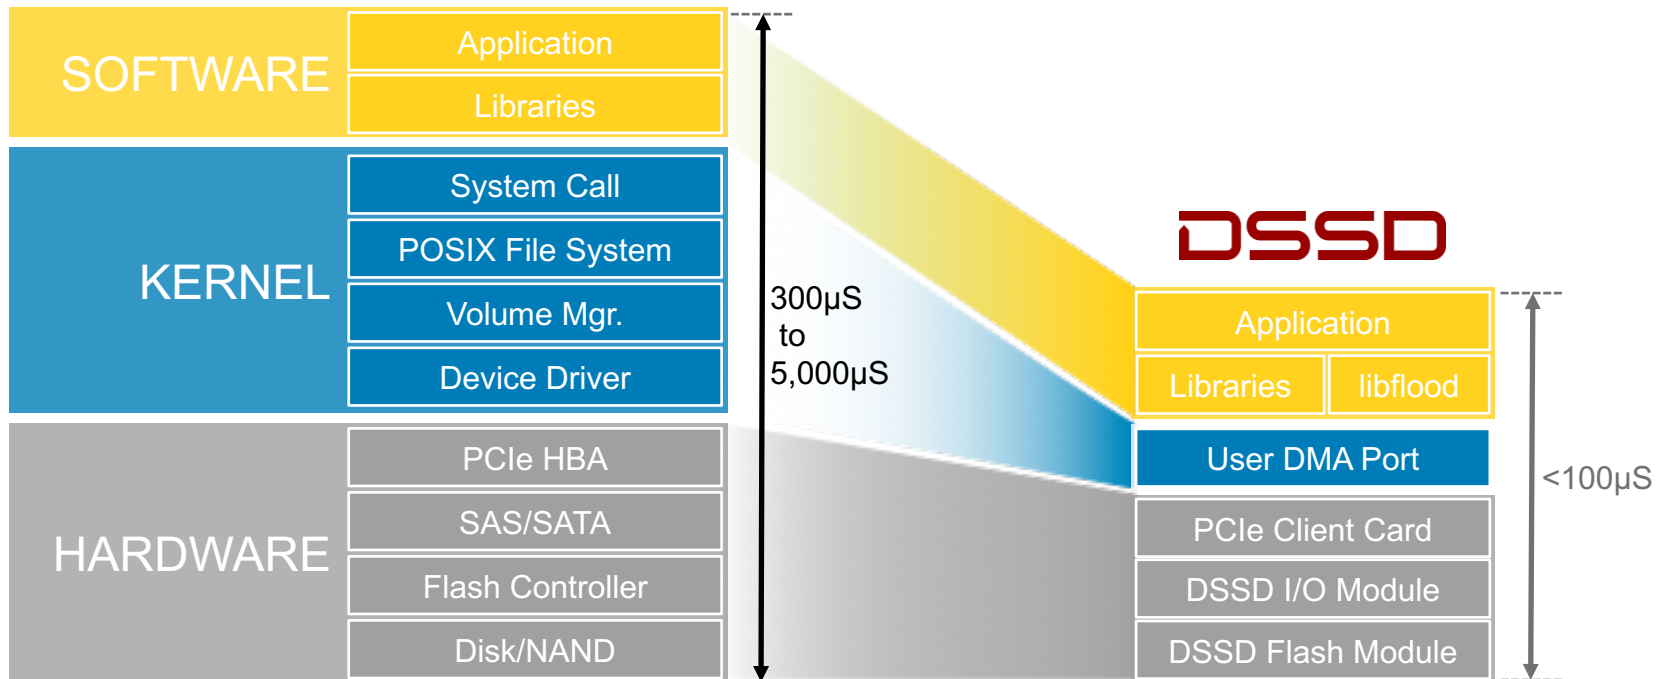 SOFTWARE
Application
Libraries
KERNEL
System Call
POSIX File System
Volume Mgr.
Device Driver
HARDWARE
PCIe HBA
SAS/SATA
Flash Controller
Disk/NAND
300µS
to
5,000µS
DSSD
Application
Libraries
libflood
User DMA Port
PCIe Client Card
DSSD I/O Module
DSSD Flash Module
<100µS